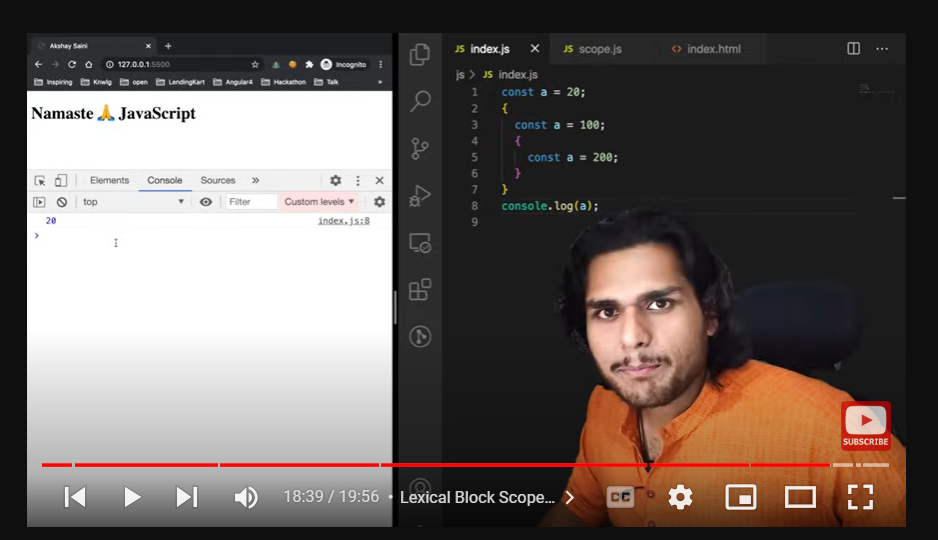 Akshay Saini
127.0.0.1:5500
Incognito
Inspiring
Knwlg
open
LendingKart
Angular4
Hackathon
Talk
»
Namaste 🙏 JavaScript
Elements
Console
Sources
»
top
Filter
Custom levels
20
index.js:8
JS index.js
JS scope.js
<> index.html
js > JS index.js
1 const a = 20;
2 {
3 const a = 100;
4 {
5 const a = 200;
6 }
7 }
8 console.log(a);
9
SUBSCRIBE
18:39 / 19:56 • Lexical Block Scope...
CC